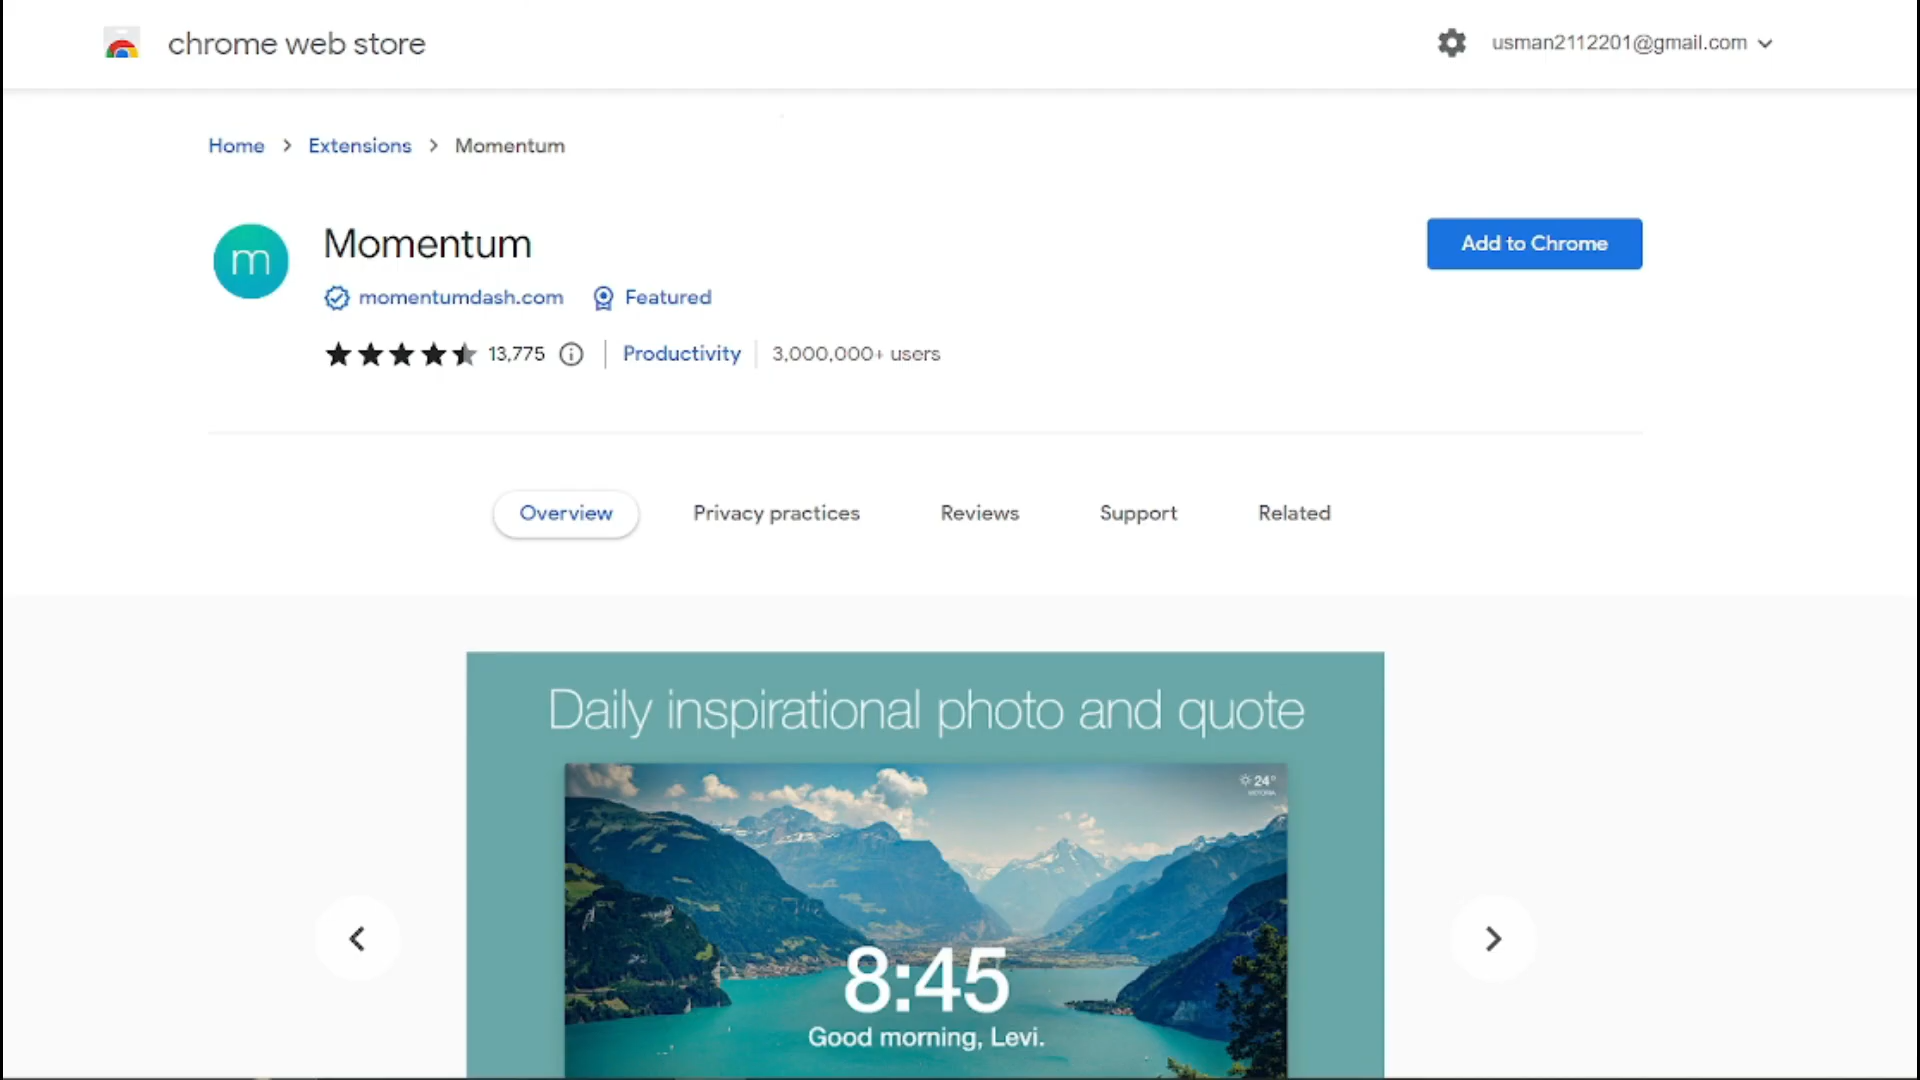 chrome web store
usman2112201@gmail.com
Home > Extensions > Momentum
m
Momentum
Add to Chrome
momentumdash.com Featured
13,775 Productivity 3,000,000+ users
Overview Privacy practices Reviews Support Related
Daily inspirational photo and quote
24°
8:45
Good morning, Levi.